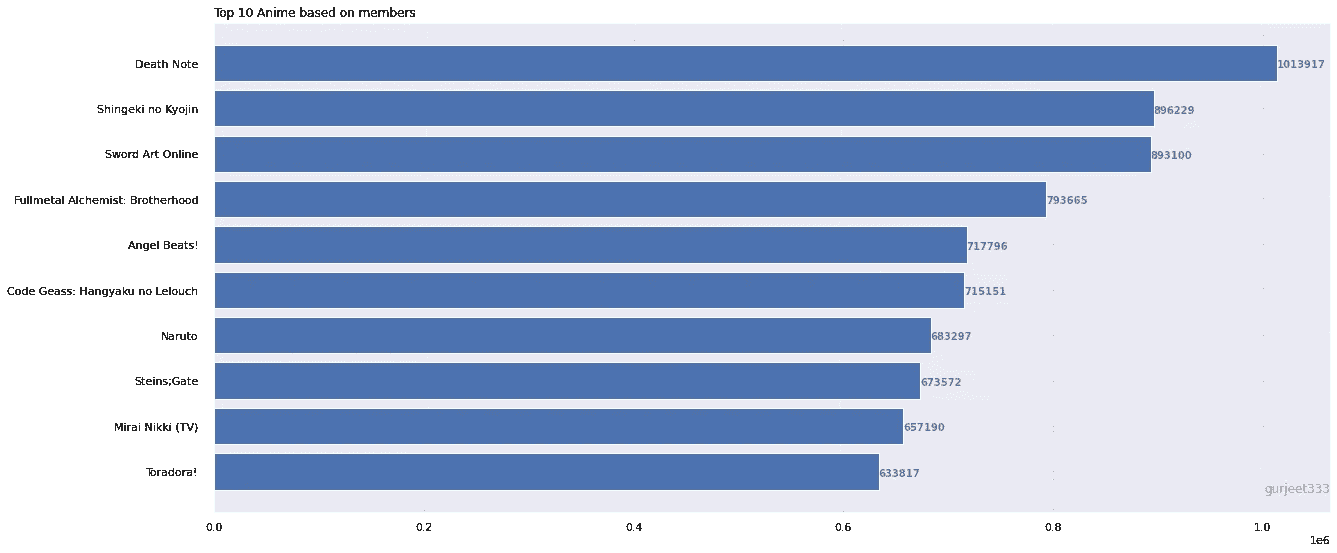 Top 10 Anime based on members
Death Note 1013917
Shingeki no Kyojin 896229
Sword Art Online 893100
Fullmetal Alchemist: Brotherhood 793665
Angel Beats! 717796
Code Geass: Hangyaku no Lelouch 715151
Naruto 683297
Steins;Gate 673572
Mirai Nikki (TV) 657190
Toradora! 633817
gurjeet333
0.0 0.2 0.4 0.6 0.8 1.0
1e6